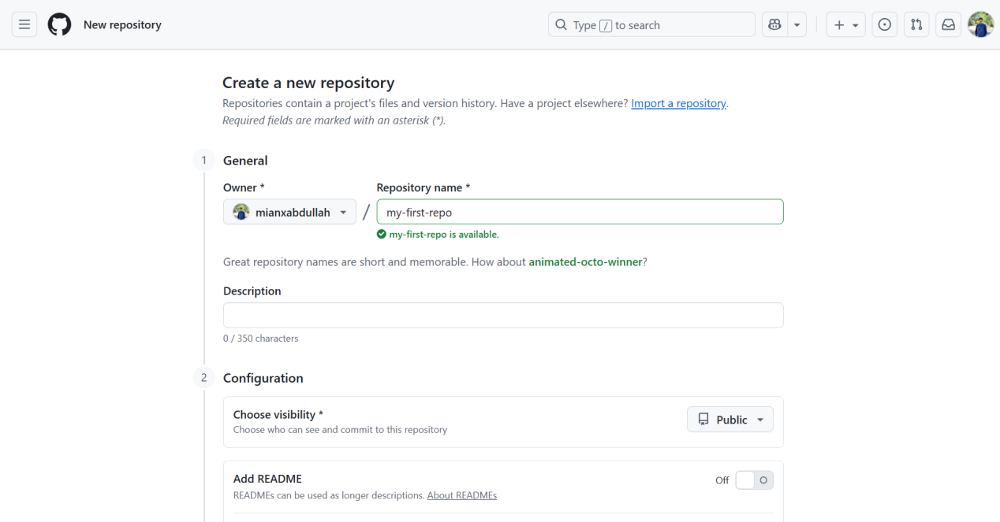 New repository
Type / to search
Create a new repository
Repositories contain a project's files and version history. Have a project elsewhere? Import a repository.
Required fields are marked with an asterisk (*).
1 General
Owner * Repository name *
mianxabdullah / my-first-repo
my-first-repo is available.
Great repository names are short and memorable. How about animated-octo-winner?
Description
0 / 350 characters
2 Configuration
Choose visibility *
Public
Choose who can see and commit to this repository
Add README
Off
READMEs can be used as longer descriptions. About READMEs